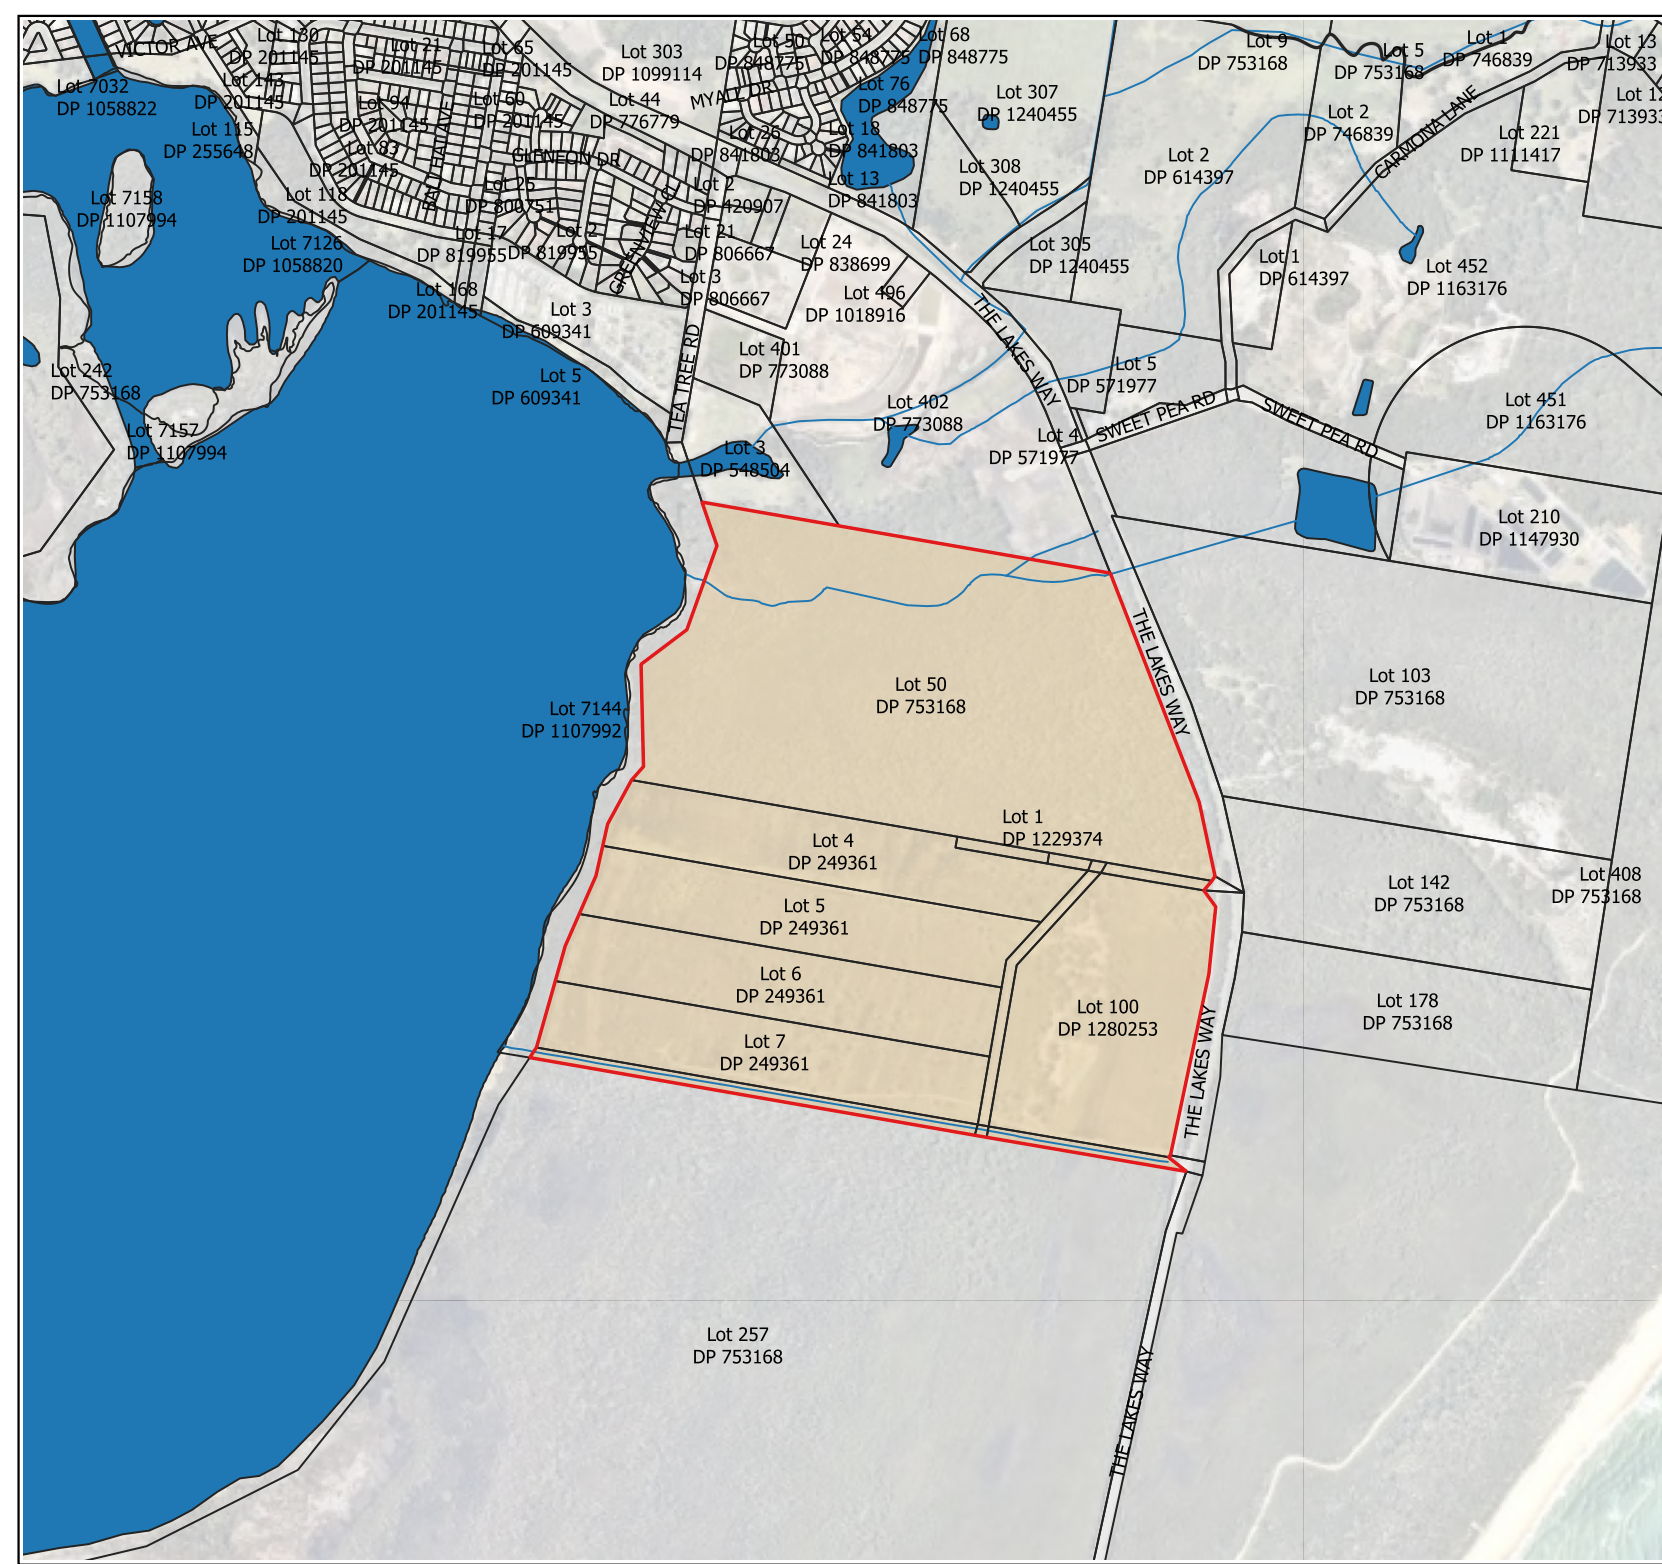 VICTOR AVE
Lot 130
DP 201145
Lot 21
DP 201145
Lot 65
DP 201145
Lot 303
DP 1099114
Lot 50
DP 848775
Lot 54
DP 848775
Lot 68
DP 848775
Lot 9
DP 753168
Lot 5
DP 753168
Lot 1
DP 746839
Lot 13
DP 713933
Lot 7032
DP 1058822
Lot 143
DP 201145
Lot 94
DP 201145
Lot 60
DP 201145
Lot 44
DP 776779
MYALL DR
Lot 76
DP 848775
Lot 307
DP 1240455
Lot 2
DP 746839
CARMONA LANE
Lot 12
DP 713933
Lot 115
DP 255648
Lot 83
DP 201145
GLENEON DR
Lot 26
DP 841803
Lot 18
DP 841803
Lot 308
DP 1240455
Lot 2
DP 614397
Lot 221
DP 1111417
Lot 7158
DP 1107994
Lot 118
DP 201145
Lot 25
DP 800751
Lot 2
DP 420907
Lot 13
DP 841803
Lot 7126
DP 1058820
Lot 17
DP 819955
Lot 2
DP 819955
GREENVIEW CL
Lot 21
DP 806667
Lot 24
DP 838699
Lot 305
DP 1240455
Lot 1
DP 614397
Lot 452
DP 1163176
Lot 168
DP 201145
Lot 3
DP 609341
Lot 3
DP 806667
Lot 496
DP 1018916
THE LAKES WAY
Lot 242
DP 753168
Lot 5
DP 609341
TEA TREE RD
Lot 401
DP 773088
Lot 5
DP 571977
Lot 402
DP 773088
SWEET PEA RD
SWEET PEA RD
Lot 451
DP 1163176
Lot 7157
DP 1107994
Lot 3
DP 548504
Lot 4
DP 571977
Lot 210
DP 1147930
THE LAKES WAY
Lot 50
DP 753168
Lot 103
DP 753168
Lot 7144
DP 1107992
Lot 1
DP 1229374
Lot 4
DP 249361
Lot 142
DP 753168
Lot 408
DP 753168
Lot 5
DP 249361
Lot 6
DP 249361
Lot 100
DP 1280253
Lot 178
DP 753168
Lot 7
DP 249361
THE LAKES WAY
Lot 257
DP 753168
THE LAKES WAY